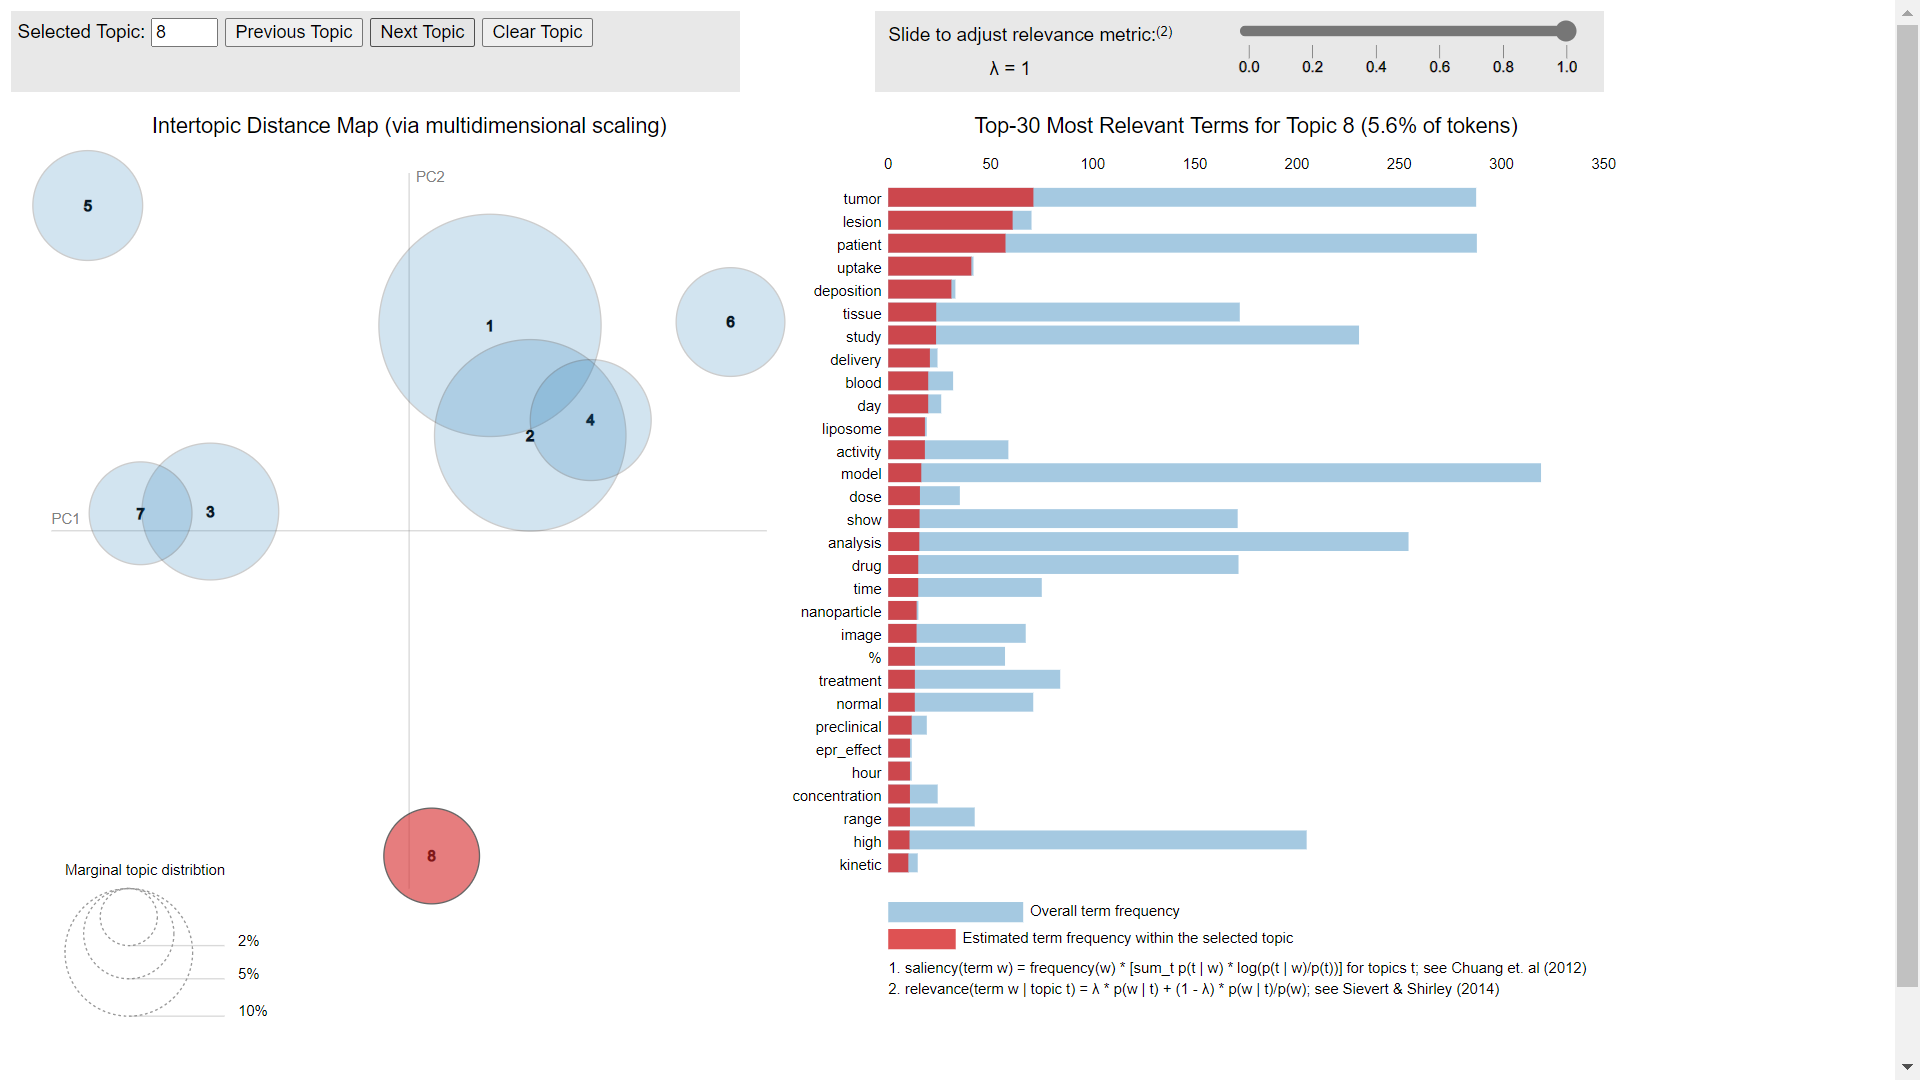 Selected Topic: 8 Previous Topic Next Topic Clear Topic
Slide to adjust relevance metric:(2)
λ = 1
0.0 0.2 0.4 0.6 0.8 1.0
Intertopic Distance Map (via multidimensional scaling)
PC2
PC1
5
1
6
4
2
7
3
8
Marginal topic distribtion
2%
5%
10%
Top-30 Most Relevant Terms for Topic 8 (5.6% of tokens)
0 50 100 150 200 250 300 350
tumor
lesion
patient
uptake
deposition
tissue
study
delivery
blood
day
liposome
activity
model
dose
show
analysis
drug
time
nanoparticle
image
%
treatment
normal
preclinical
epr_effect
hour
concentration
range
high
kinetic
Overall term frequency
Estimated term frequency within the selected topic
1. saliency(term w) = frequency(w) * [sum_t p(t | w) * log(p(t | w)/p(t))] for topics t; see Chuang et. al (2012)
2. relevance(term w | topic t) = λ * p(w | t) + (1 - λ) * p(w | t)/p(w); see Sievert & Shirley (2014)